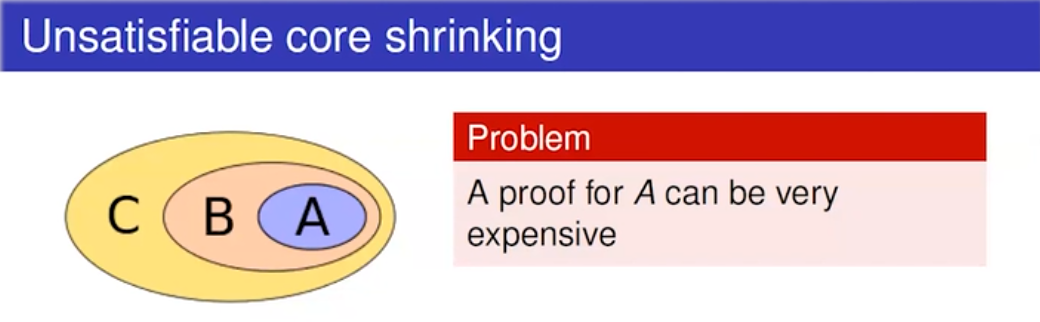 Unsatisfiable core shrinking
C B A
Problem
A proof for A can be very
expensive